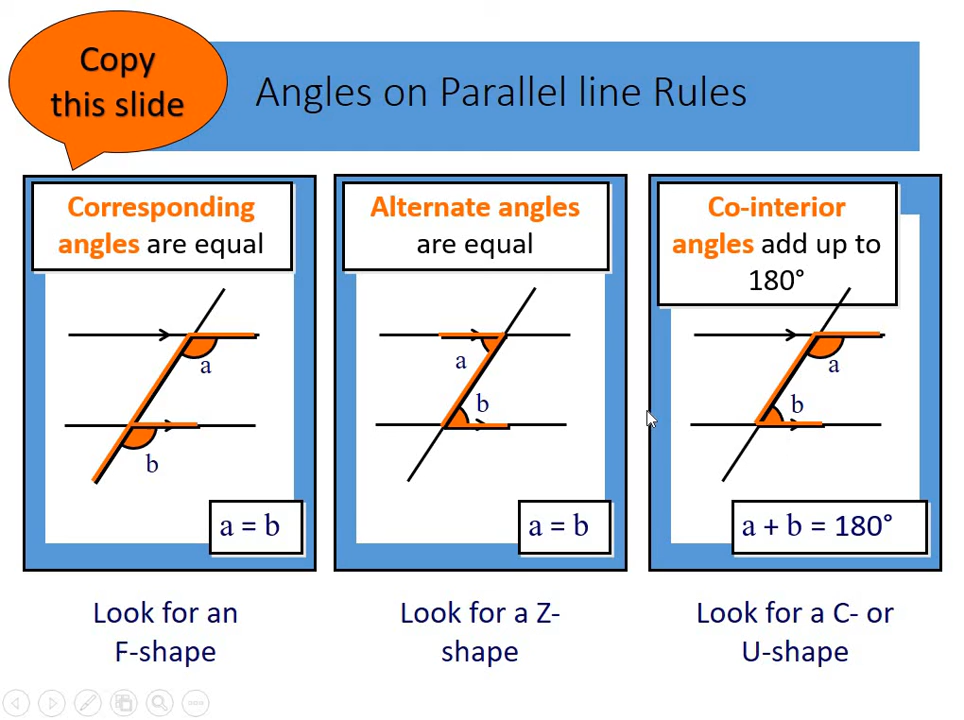 Copy
this slide
Angles on Parallel line Rules
Corresponding
angles are equal
a
b
a = b
Look for an
F-shape
Alternate angles
are equal
a
b
a = b
Look for a Z-
shape
Co-interior
angles add up to
180°
a
b
a + b = 180°
Look for a C- or
U-shape